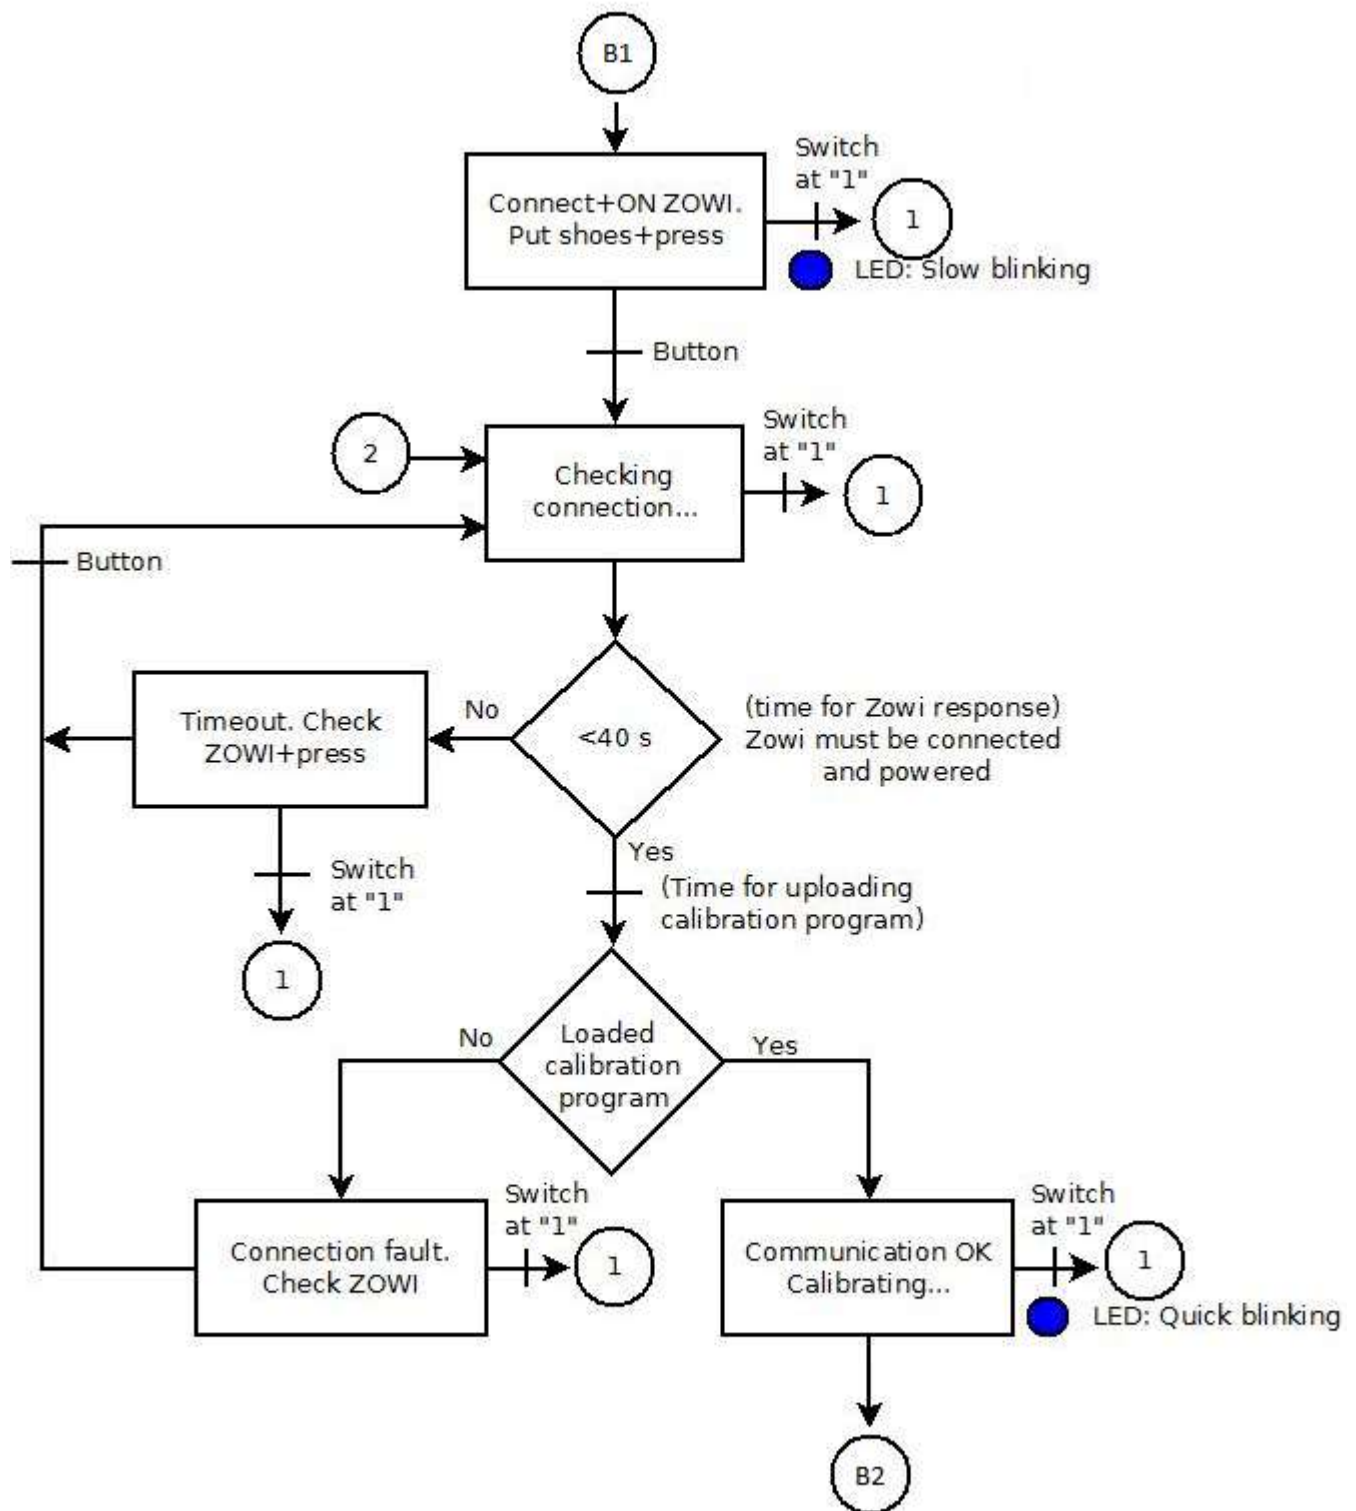 B1
Switch
at "1"
Connect+ON ZOWI.
Put shoes+press
1
LED: Slow blinking
Button
Switch
at "1"
2
Checking
connection...
1
Button
Timeout. Check
ZOWI+press
No
<40 s
(time for Zowi response)
Zowi must be connected
and powered
Yes
Switch
at "1"
(Time for uploading
calibration program)
1
No
Loaded
calibration
program
Yes
Switch
at "1"
Connection fault.
Check ZOWI
1
Switch
at "1"
Communication OK
Calibrating...
1
LED: Quick blinking
B2